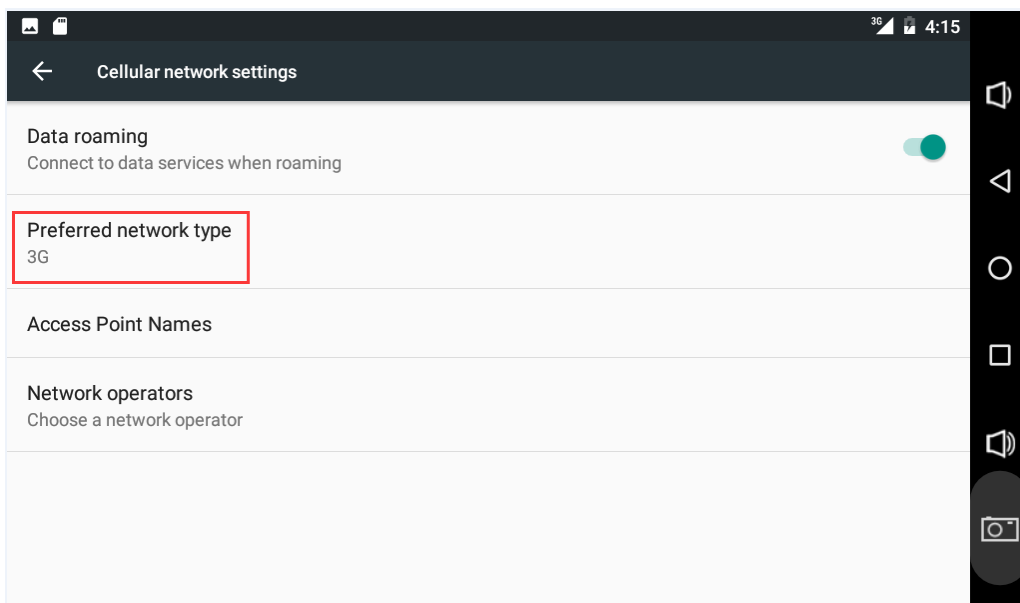 3G 4:15
Cellular network settings
Data roaming
Connect to data services when roaming
Preferred network type
3G
Access Point Names
Network operators
Choose a network operator